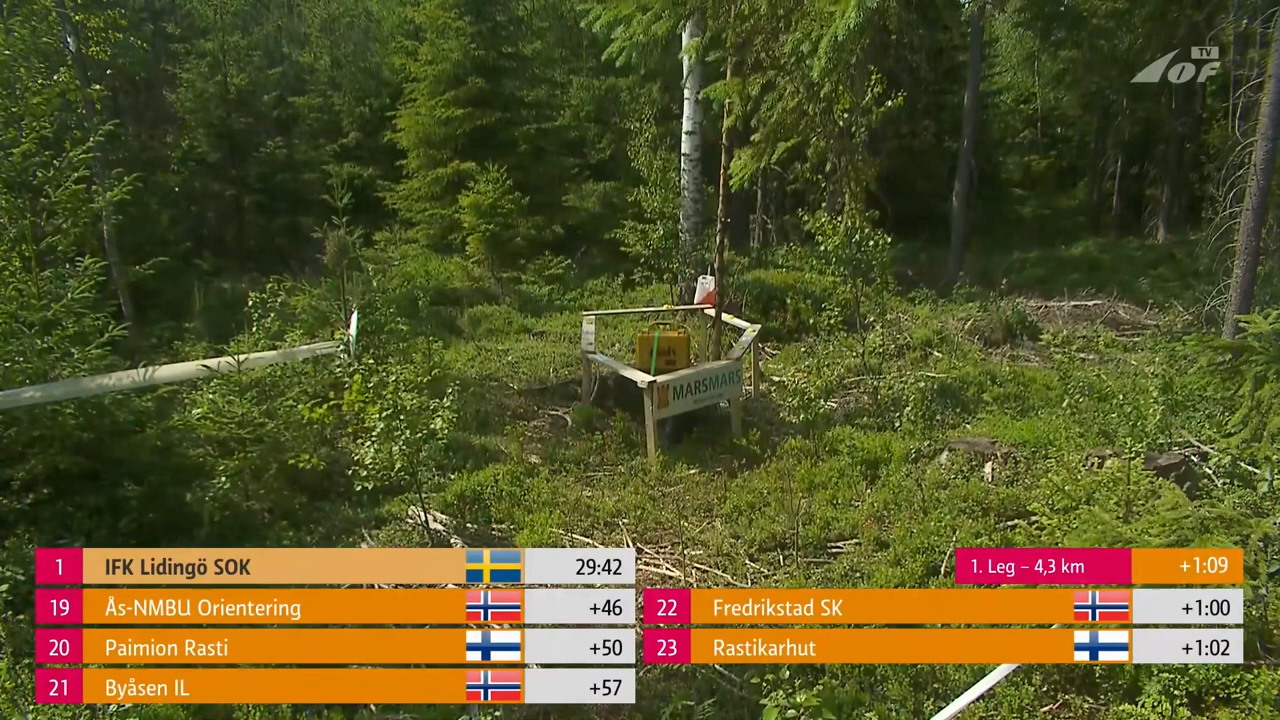 TV
OF
MARSMARS
1 IFK Lidingö SOK 29:42
1. Leg – 4,3 km +1:09
19 Ås-NMBU Orientering +46
22 Fredrikstad SK +1:00
20 Paimion Rasti +50
23 Rastikarhut +1:02
21 Byåsen IL +57